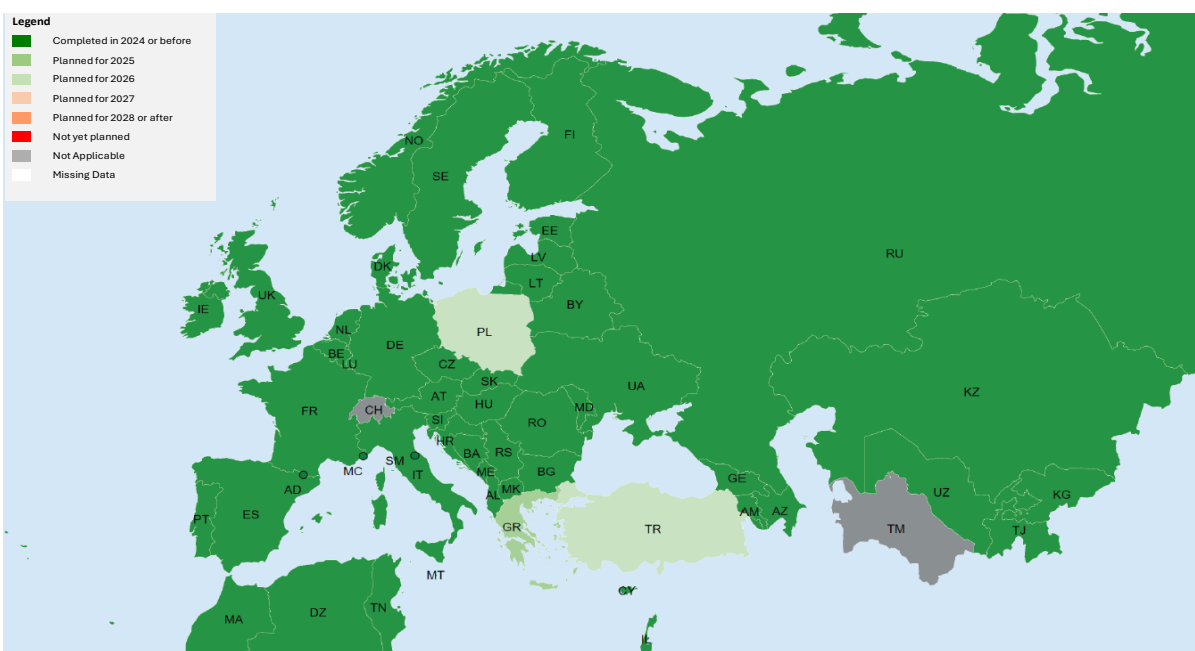 Legend
Completed in 2024 or before
Planned for 2025
Planned for 2026
Planned for 2027
Planned for 2028 or after
Not yet planned
Not Applicable
Missing Data
NO
FI
SE
EE
RU
LV
DK
LT
UK
BY
IE
NL
PL
DE
BE
LU
CZ
SK
UA
KZ
AT
HU
MD
FR
CH
SI
RO
HR
BA
RS
SM
MC
IT
ME
BG
GE
AD
MK
AL
UZ
KG
ES
PT
GR
TR
AM
AZ
TM
TJ
MT
CY
MA
DZ
TN
IL